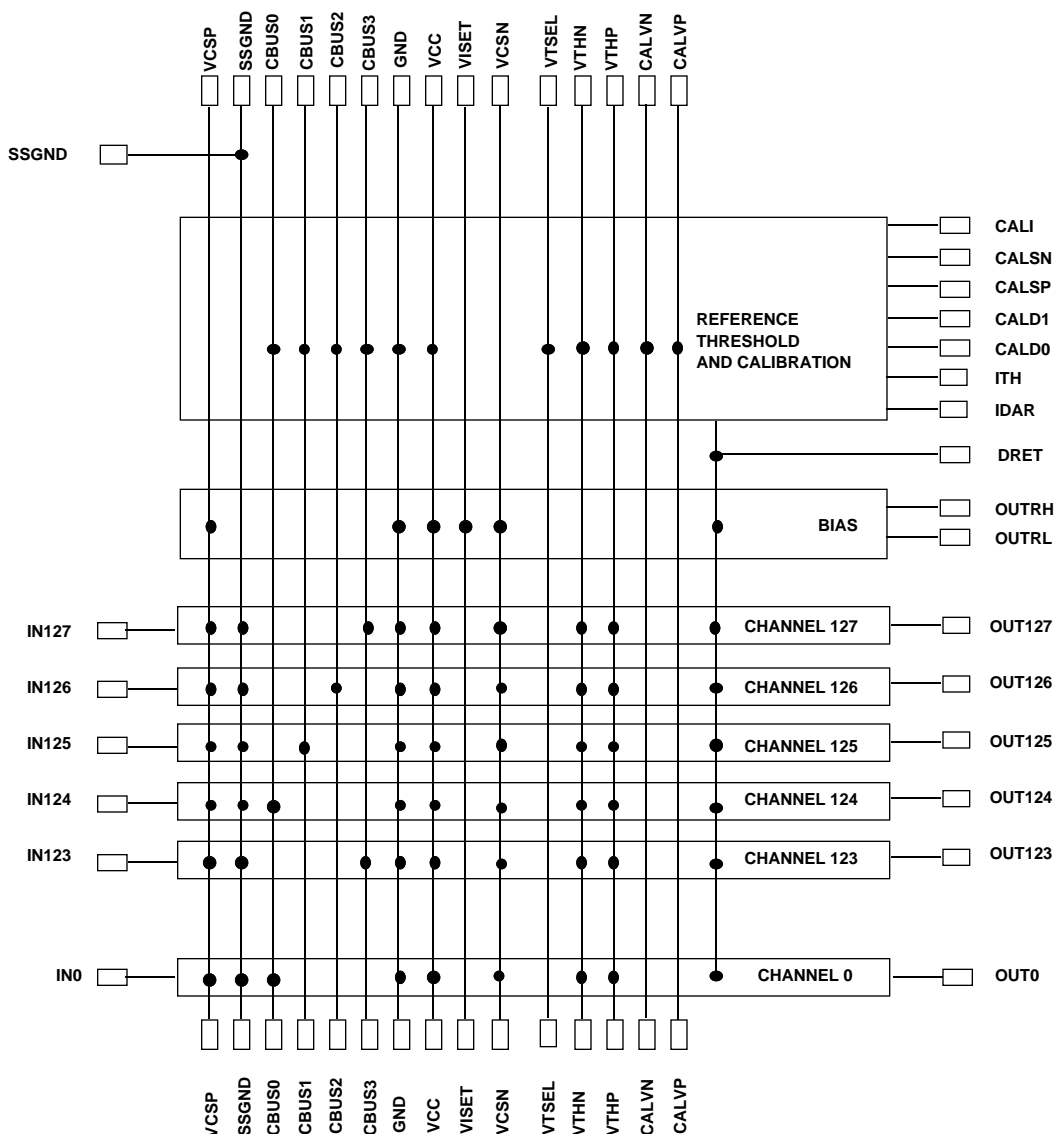 VCSP
SSGND
CBUS0
CBUS1
CBUS2
CBUS3
GND
VCC
VISET
VCSN
VTSEL
VTHN
VTHP
CALVN
CALVP
SSGND
CALI
CALSN
CALSP
REFERENCE
THRESHOLD
AND CALIBRATION
CALD1
CALD0
ITH
IDAR
DRET
BIAS
OUTRH
OUTRL
IN127
CHANNEL 127
OUT127
IN126
CHANNEL 126
OUT126
IN125
CHANNEL 125
OUT125
IN124
CHANNEL 124
OUT124
IN123
CHANNEL 123
OUT123
IN0
CHANNEL 0
OUT0
VCSP
SSGND
CBUS0
CBUS1
CBUS2
CBUS3
GND
VCC
VISET
VCSN
VTSEL
VTHN
VTHP
CALVN
CALVP